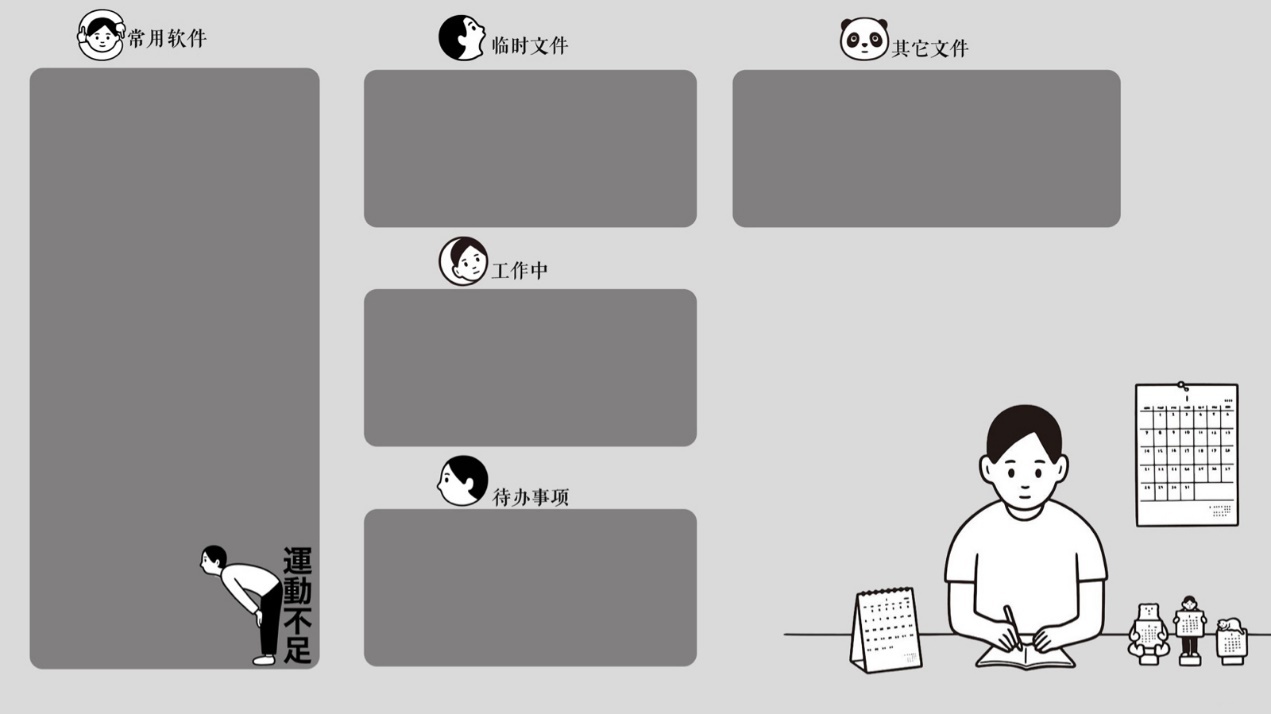 常用软件
临时文件
其它文件
工作中
待办事项
運動不足